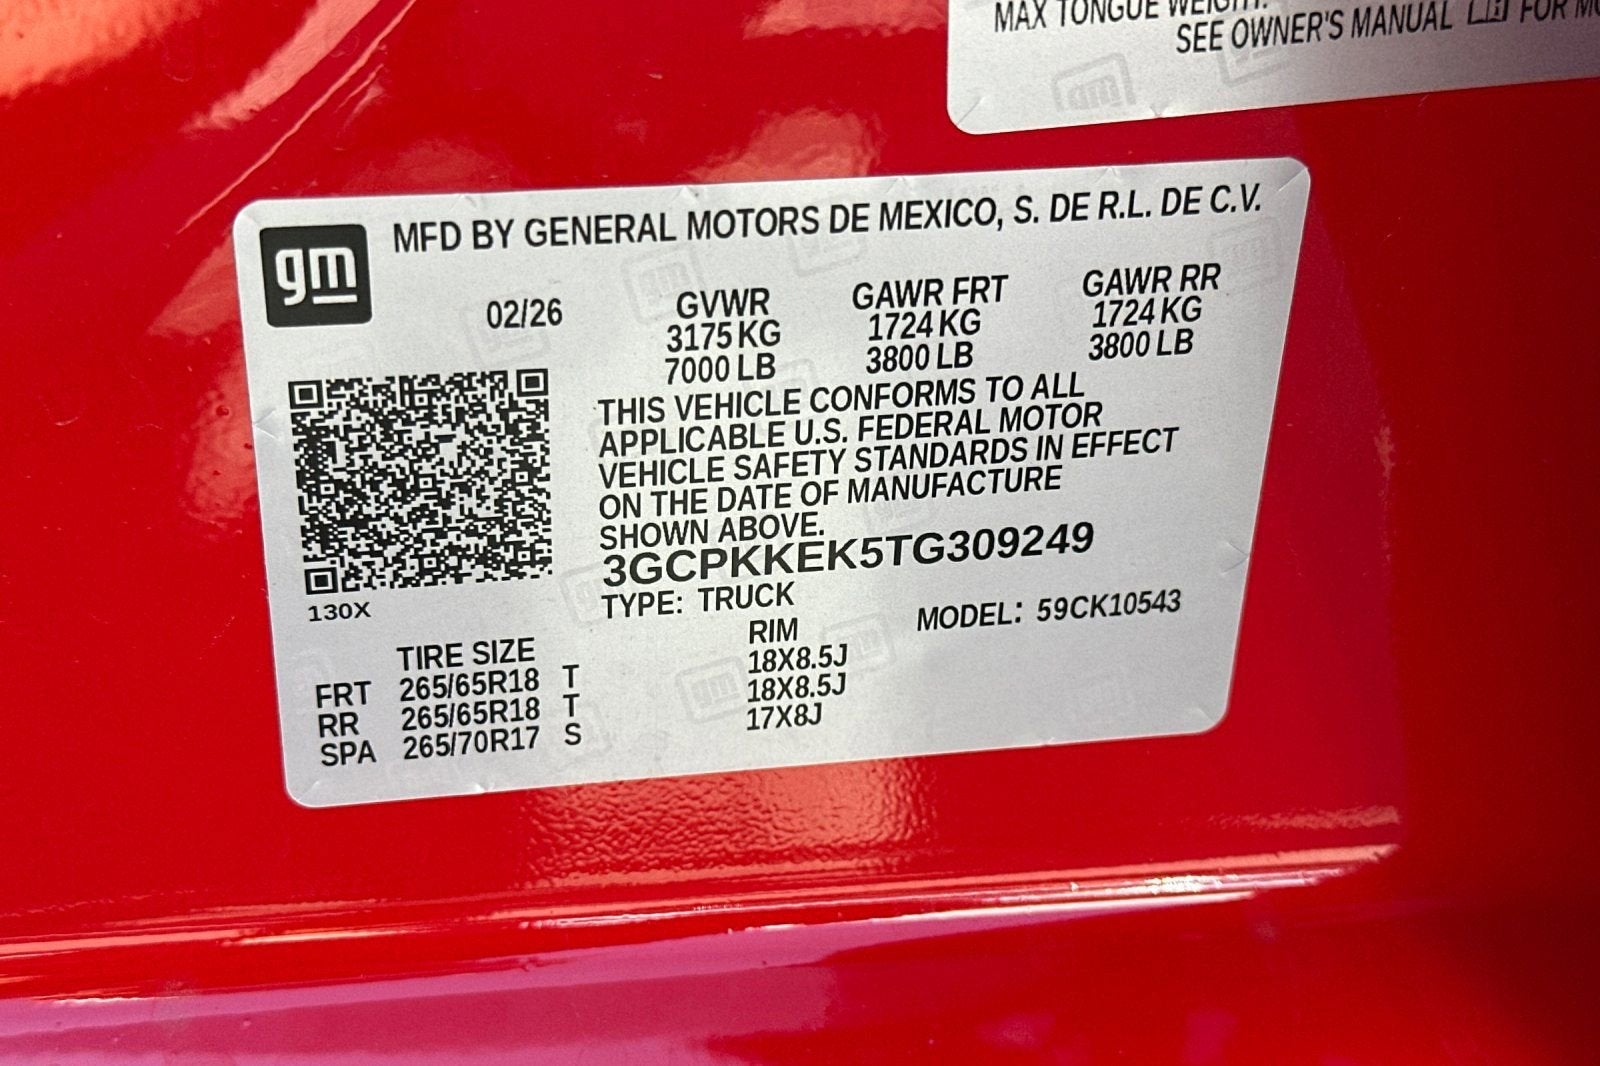 MAX TONGUE WEIGHT:
SEE OWNER'S MANUAL FOR
gm
gm
MFD BY GENERAL MOTORS DE MEXICO, S. DE R.L. DE C.V.
02/26
GVWR
3175 KG
7000 LB
GAWR FRT
1724 KG
3800 LB
GAWR RR
1724 KG
3800 LB
THIS VEHICLE CONFORMS TO ALL
APPLICABLE U.S. FEDERAL MOTOR
VEHICLE SAFETY STANDARDS IN EFFECT
ON THE DATE OF MANUFACTURE
SHOWN ABOVE.
3GCPKKEK5TG309249
TYPE: TRUCK
MODEL: 59CK10543
130X
TIRE SIZE RIM
FRT 265/65R18 T 18X8.5J
RR 265/65R18 T 18X8.5J
SPA 265/70R17 S 17X8J
gm